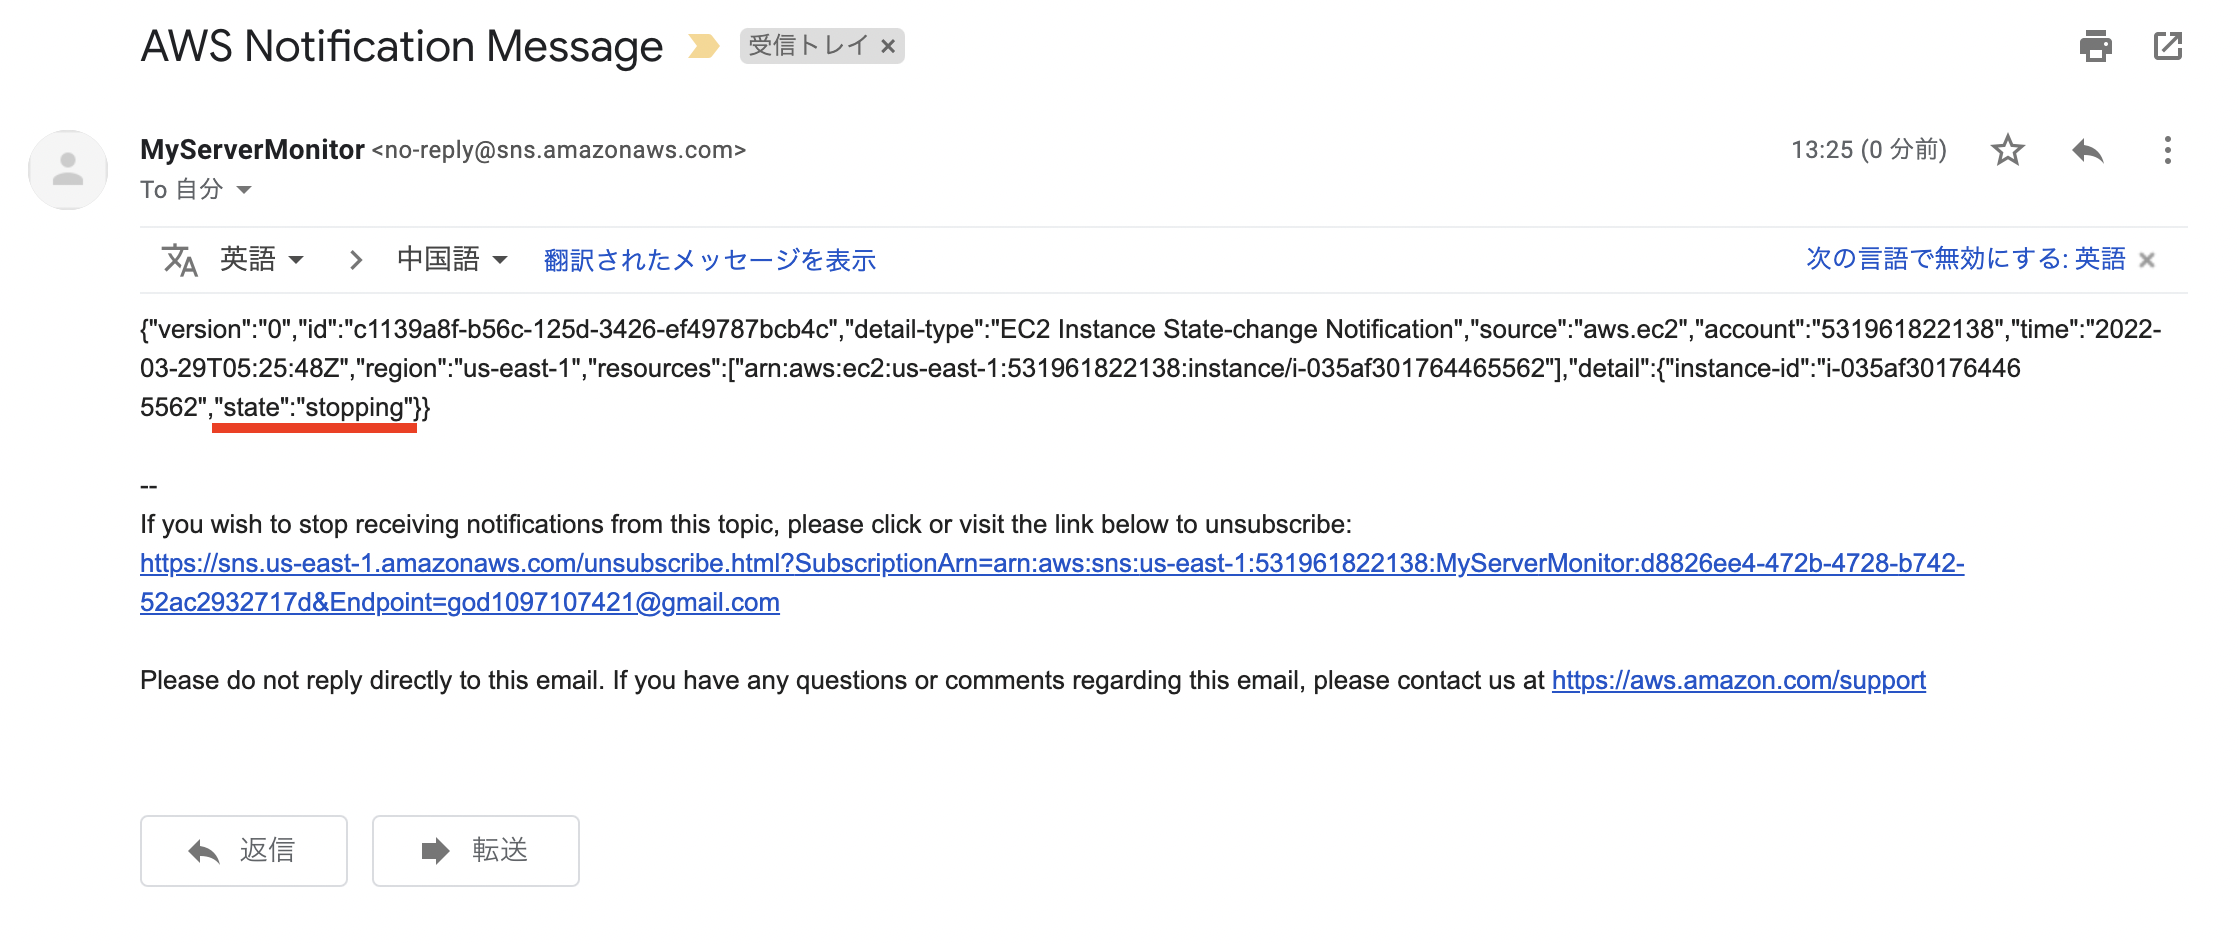 AWS Notification Message 受信トレイ ×
MyServerMonitor <no-reply@sns.amazonaws.com> 13:25 (0 分前)
To 自分
英語 > 中国語 翻訳されたメッセージを表示 次の言語で無効にする: 英語 ×
{"version":"0","id":"c1139a8f-b56c-125d-3426-ef49787bcb4c","detail-type":"EC2 Instance State-change Notification","source":"aws.ec2","account":"531961822138","time":"2022-
03-29T05:25:48Z","region":"us-east-1","resources":["arn:aws:ec2:us-east-1:531961822138:instance/i-035af301764465562"],"detail":{"instance-id":"i-035af30176446
5562","state":"stopping"}}
--
If you wish to stop receiving notifications from this topic, please click or visit the link below to unsubscribe:
https://sns.us-east-1.amazonaws.com/unsubscribe.html?SubscriptionArn=arn:aws:sns:us-east-1:531961822138:MyServerMonitor:d8826ee4-472b-4728-b742-
52ac2932717d&Endpoint=god1097107421@gmail.com
Please do not reply directly to this email. If you have any questions or comments regarding this email, please contact us at https://aws.amazon.com/support
返信 転送